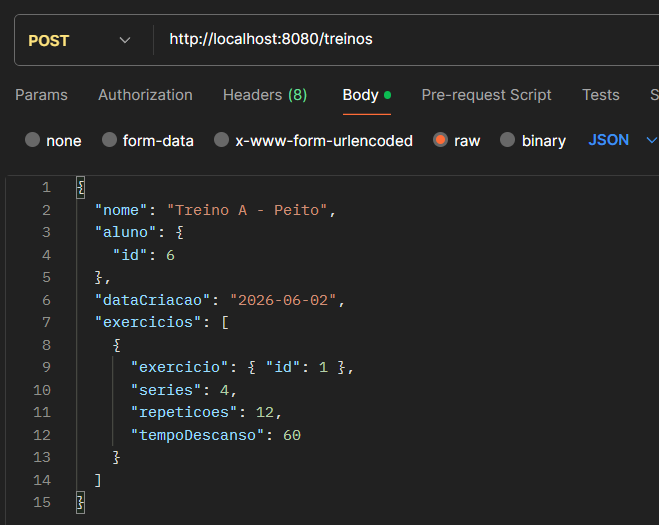 POST http://localhost:8080/treinos
Params Authorization Headers (8) Body Pre-request Script Tests S
none form-data x-www-form-urlencoded raw binary JSON
1 {
2 "nome": "Treino A - Peito",
3 "aluno": {
4 "id": 6
5 },
6 "dataCriacao": "2026-06-02",
7 "exercicios": [
8 {
9 "exercicio": { "id": 1 },
10 "series": 4,
11 "repeticoes": 12,
12 "tempoDescanso": 60
13 }
14 ]
15 }